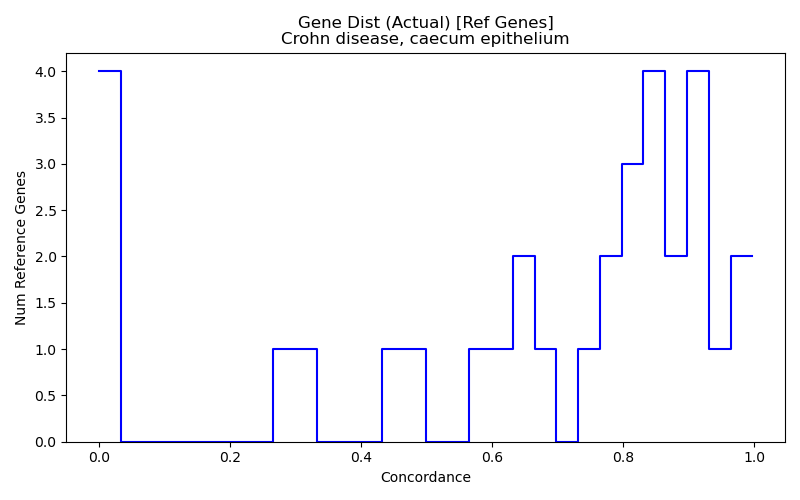 Gene Dist (Actual) [Ref Genes]
Crohn disease, caecum epithelium
4.0
3.5
3.0
2.5
2.0
1.5
1.0
0.5
0.0
Num Reference Genes
0.0 0.2 0.4 0.6 0.8 1.0
Concordance